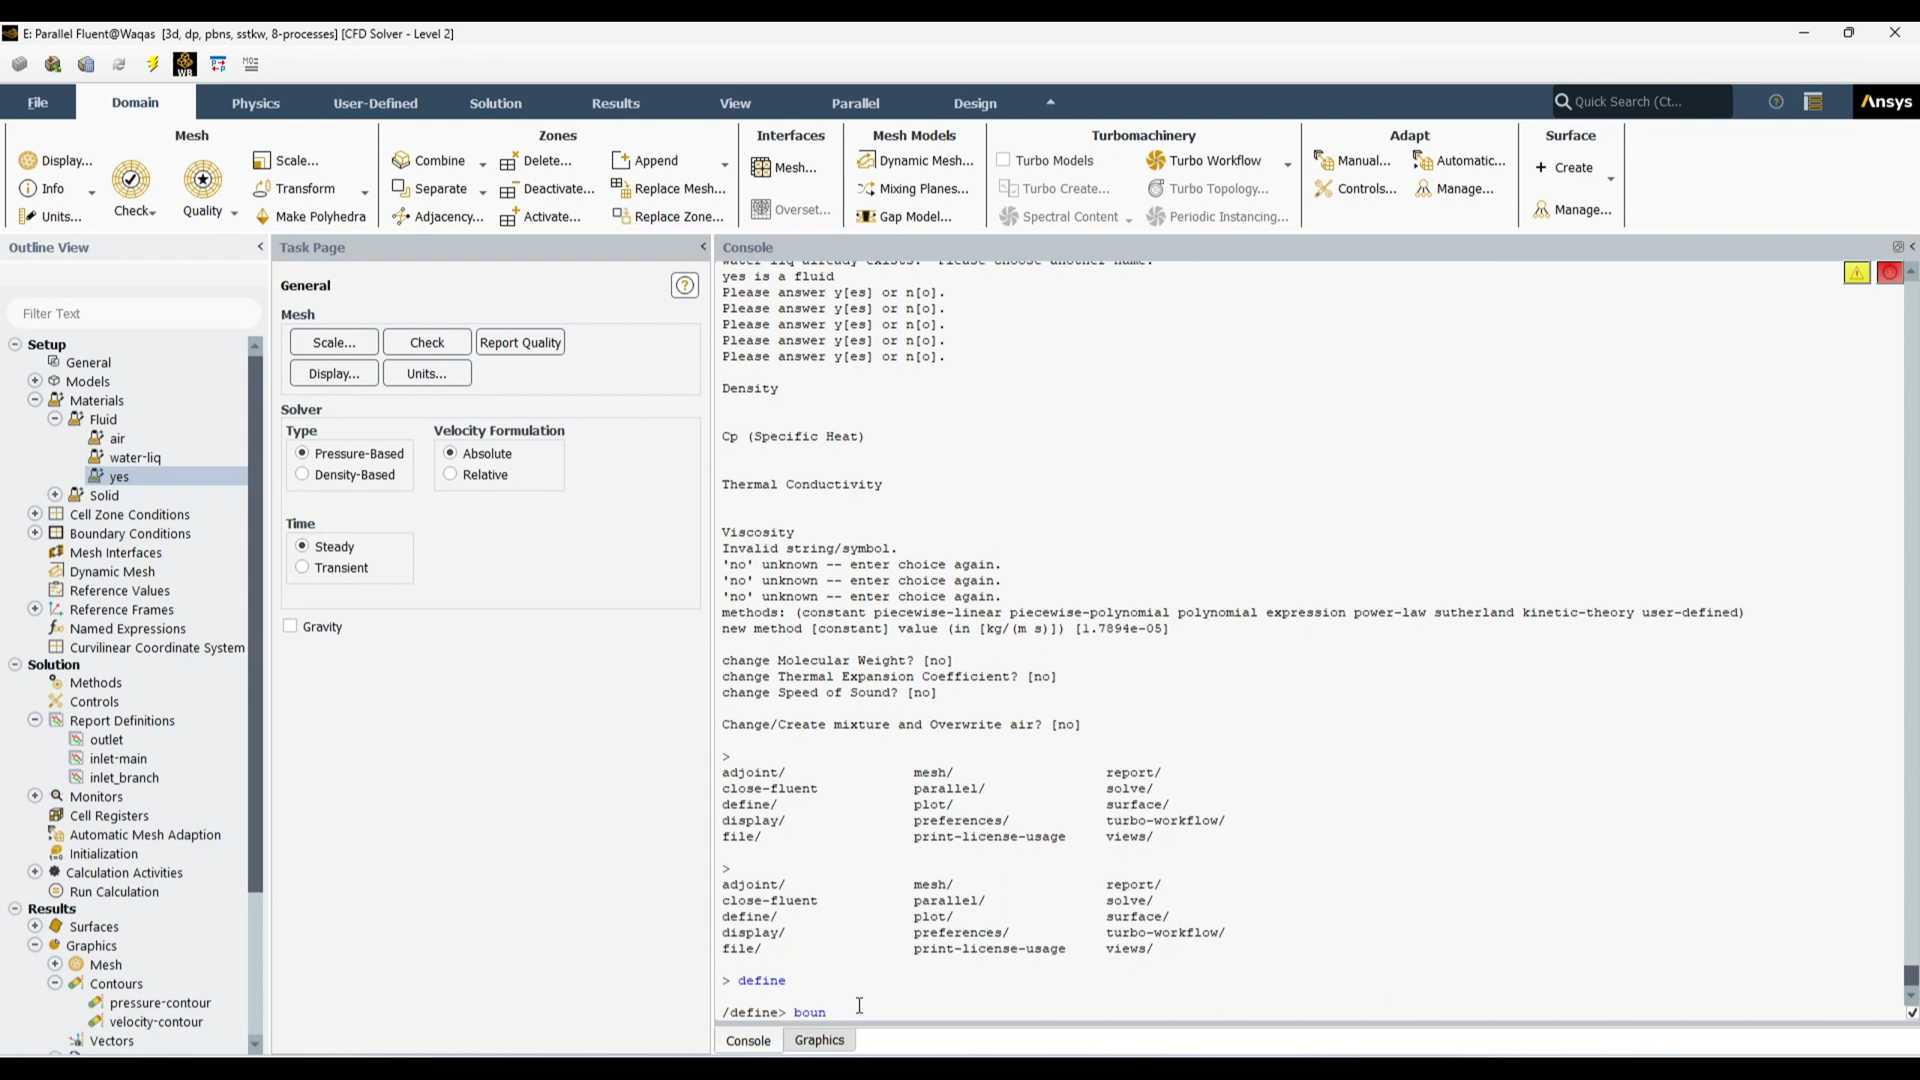 E: Parallel Fluent@Waqas [3d, dp, pbns, sstkw, 8-processes] [CFD Solver - Level 2]
WB
File
Domain
Physics
User-Defined
Solution
Results
View
Parallel
Design
Quick Search (Ct...
Ansys
Mesh
Display...
Info
Units...
Check
Quality
Scale...
Transform
Make Polyhedra
Zones
Combine
Delete...
Append
Separate
Deactivate...
Replace Mesh...
Adjacency...
Activate...
Replace Zone...
Interfaces
Mesh...
Overset...
Mesh Models
Dynamic Mesh...
Mixing Planes...
Gap Model...
Turbomachinery
Turbo Models
Turbo Workflow
Turbo Create...
Turbo Topology...
Spectral Content
Periodic Instancing...
Adapt
Manual...
Automatic...
Controls...
Manage...
Surface
+ Create
Manage...
Outline View
Filter Text
Setup
General
Models
Materials
Fluid
air
water-liq
yes
Solid
Cell Zone Conditions
Boundary Conditions
Mesh Interfaces
Dynamic Mesh
Reference Values
Reference Frames
Named Expressions
Curvilinear Coordinate System
Solution
Methods
Controls
Report Definitions
outlet
inlet-main
inlet_branch
Monitors
Cell Registers
Automatic Mesh Adaption
Initialization
Calculation Activities
Run Calculation
Results
Surfaces
Graphics
Mesh
Contours
pressure-contour
velocity-contour
Vectors
Task Page
General
?
Mesh
Scale...
Check
Report Quality
Display...
Units...
Solver
Type
Velocity Formulation
Pressure-Based
Absolute
Density-Based
Relative
Time
Steady
Transient
Gravity
Console
water-liq already exists. Please choose another name.
yes is a fluid
Please answer y[es] or n[o].
Please answer y[es] or n[o].
Please answer y[es] or n[o].
Please answer y[es] or n[o].
Please answer y[es] or n[o].
Density
Cp (Specific Heat)
Thermal Conductivity
Viscosity
Invalid string/symbol.
'no' unknown -- enter choice again.
'no' unknown -- enter choice again.
'no' unknown -- enter choice again.
methods: (constant piecewise-linear piecewise-polynomial polynomial expression power-law sutherland kinetic-theory user-defined)
new method [constant] value (in [kg/(m s)]) [1.7894e-05]
change Molecular Weight? [no]
change Thermal Expansion Coefficient? [no]
change Speed of Sound? [no]
Change/Create mixture and Overwrite air? [no]
>
adjoint/ mesh/ report/
close-fluent parallel/ solve/
define/ plot/ surface/
display/ preferences/ turbo-workflow/
file/ print-license-usage views/
>
adjoint/ mesh/ report/
close-fluent parallel/ solve/
define/ plot/ surface/
display/ preferences/ turbo-workflow/
file/ print-license-usage views/
> define
/define> boun
Console
Graphics